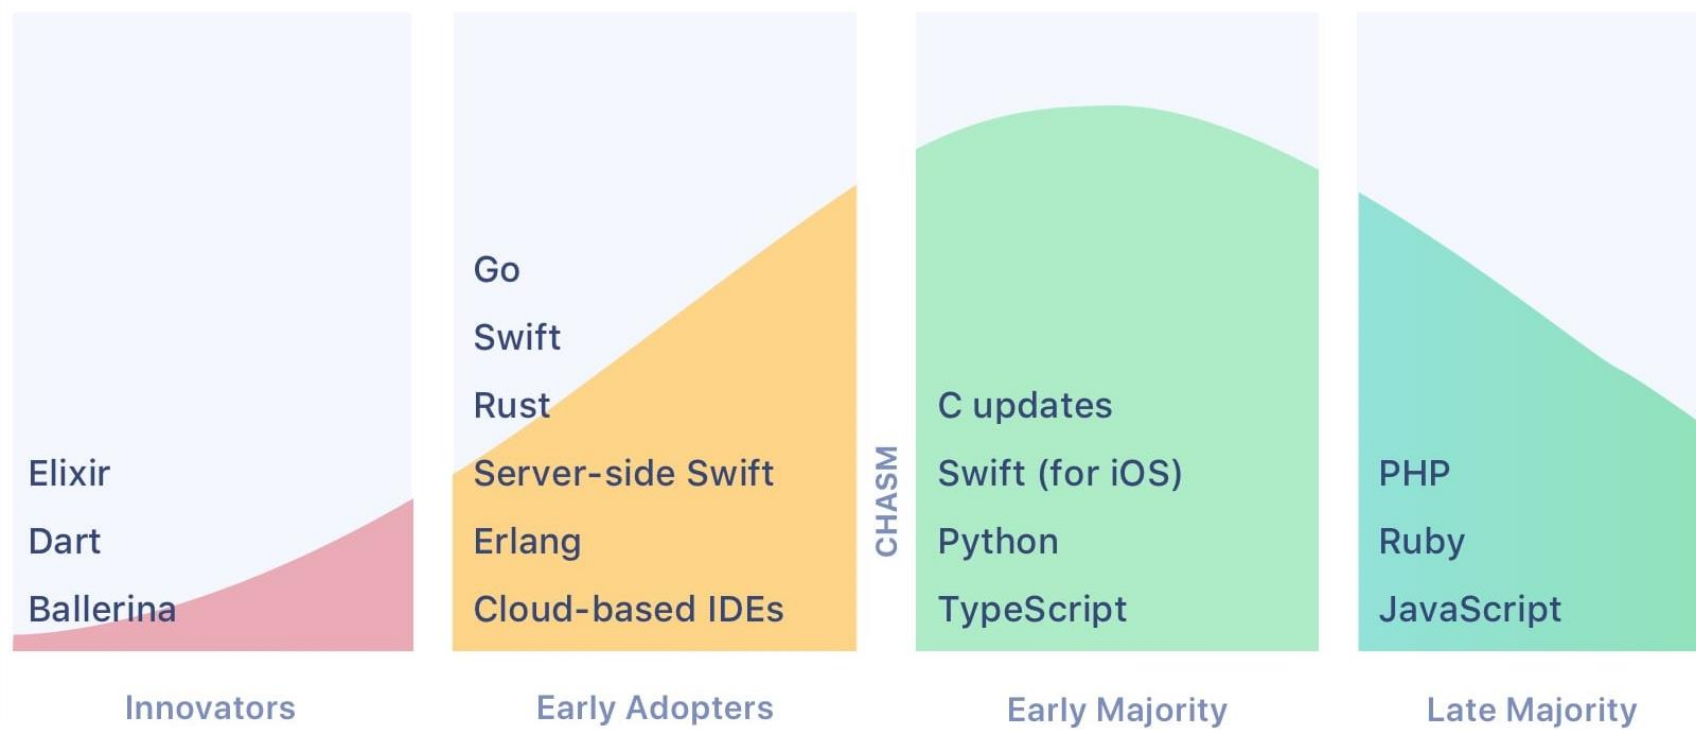 Elixir
Dart
Ballerina
Innovators
Go
Swift
Rust
Server-side Swift
Erlang
Cloud-based IDEs
Early Adopters
CHASM
C updates
Swift (for iOS)
Python
TypeScript
Early Majority
PHP
Ruby
JavaScript
Late Majority